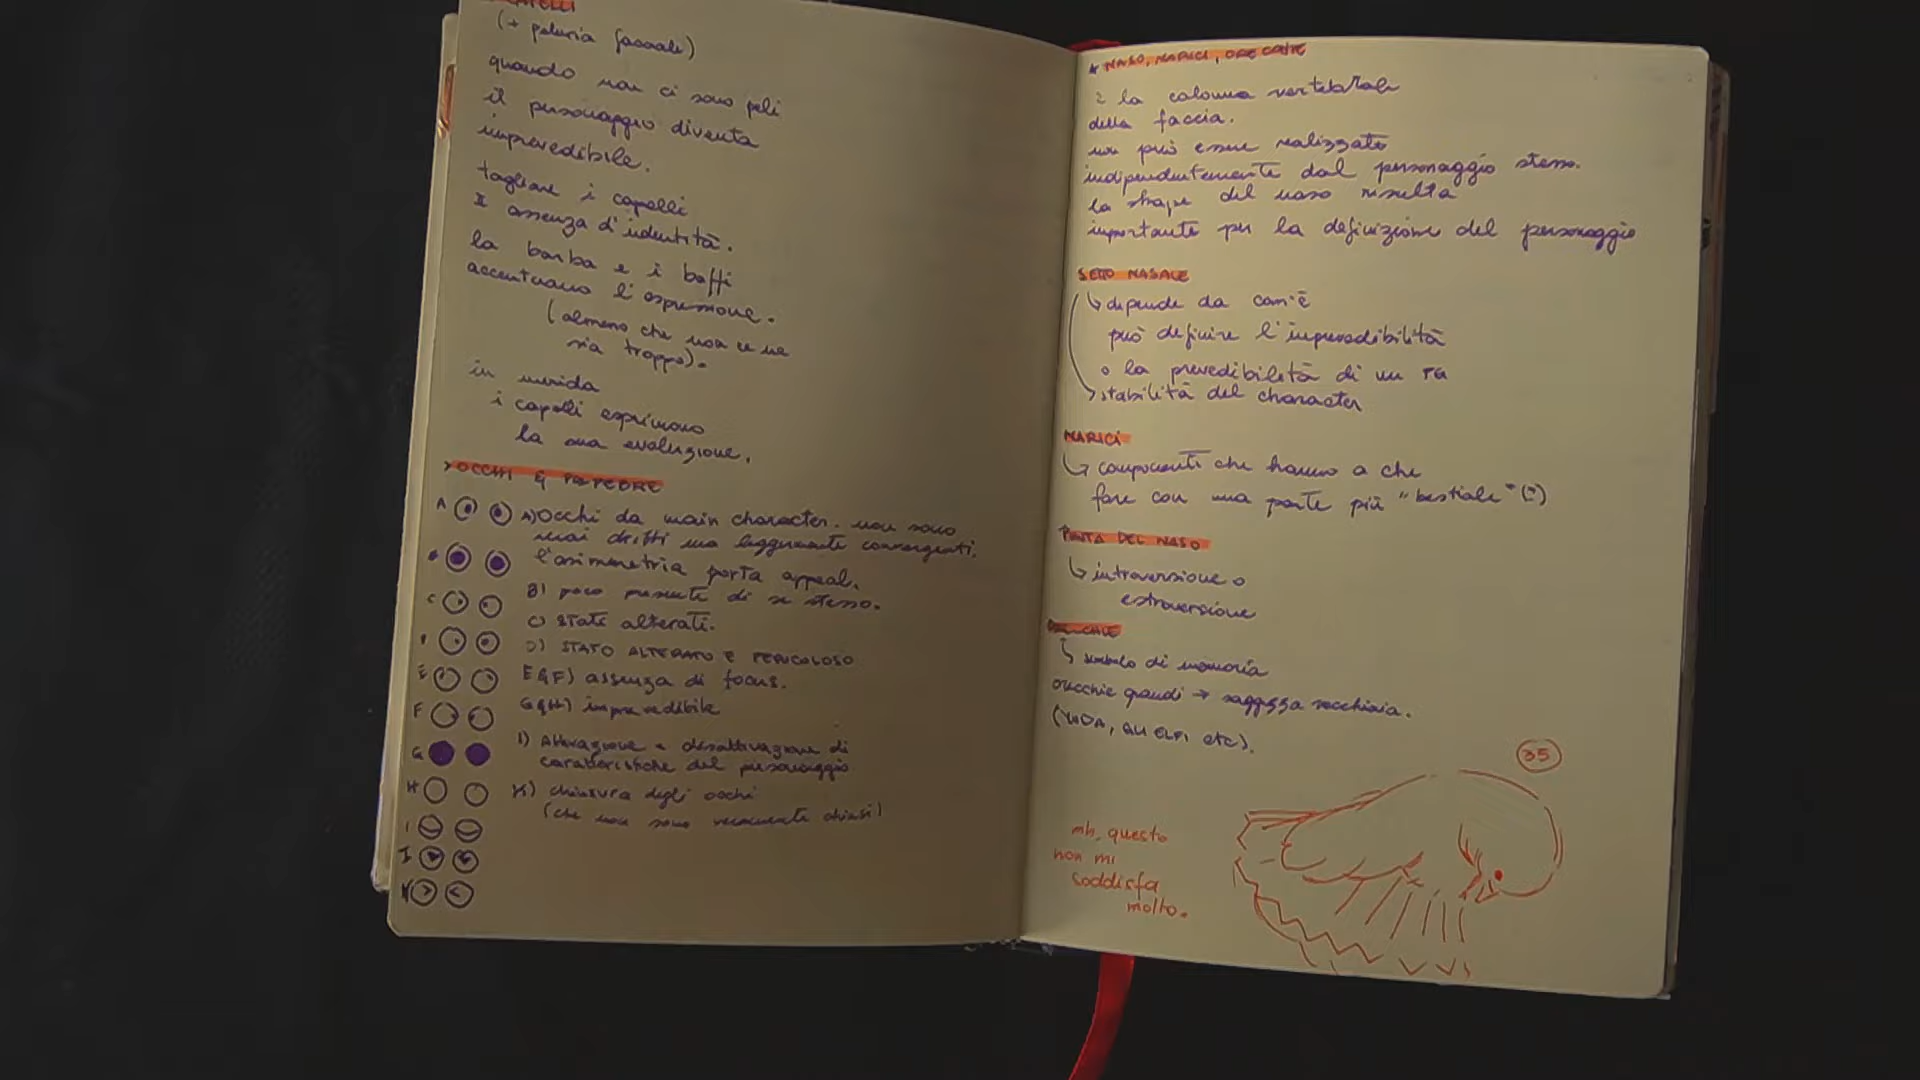 (+ peluria facciale)
quando non ci sono peli
il personaggio diventa
imprevedibile.
tagliare i capelli
È assenza d'identità.
la barba e i baffi
accentuano l'espressione.
(almeno che non ce ne
sia troppa).
in merida
i capelli esprimono
la sua evoluzione.
> OCCHI & PALPEBRE
A
B
C
D
E
F
G
H
I
J
K
A) Occhi da main character. non sono
mai dritti ma leggermente convergenti.
l'asimmetria porta appeal.
B) poco presente di se stesso.
C) stati alterati.
D) STATO ALTERATO E PERICOLOSO
E&F) assenza di focus.
G&H) imprevedibile
I) Attivazione e disattivazione di
caratteristiche del personaggio
K) chiusura degli occhi
(che non sono veramente chiusi)
* NASO, NARICI, ORECCHIE
È la colonna vertebrale
della faccia.
non può essere realizzato
indipendentemente dal personaggio stesso.
la shape del naso risulta
importante per la definizione del personaggio
SETTO NASALE
↳ dipende da com'è
può definire l'imprevedibilità
o la prevedibilità di un PG
↳ stabilità del character
NARICI
↳ componenti che hanno a che
fare con una parte più "bestiale" (?)
PUNTA DEL NASO
↳ introversione o
estroversione
ORECCHIE
↳ simbolo di memoria
orecchie grandi → saggezza vecchiaia.
(YODA, GLI ELFI etc).
35
mh, questo
non mi
soddisfa
molto.